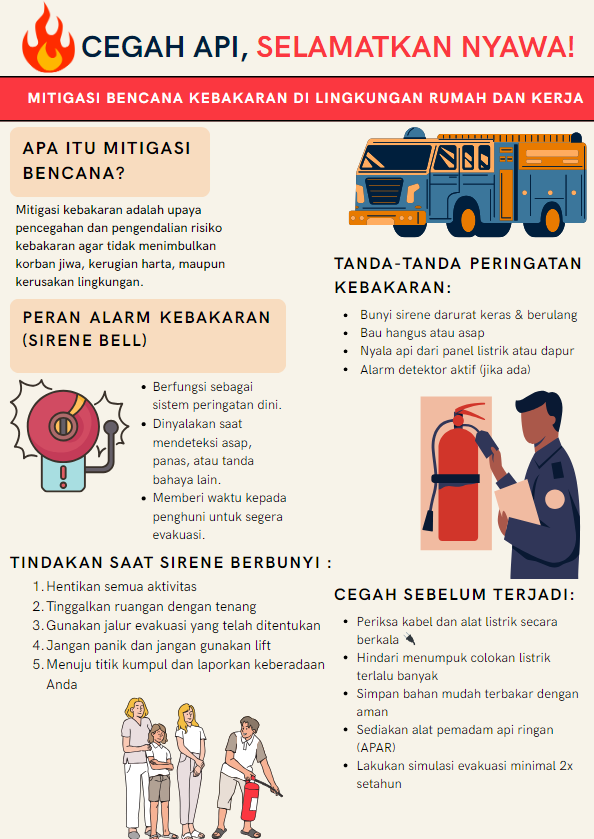 CEGAH API, SELAMATKAN NYAWA!
MITIGASI BENCANA KEBAKARAN DI LINGKUNGAN RUMAH DAN KERJA
APA ITU MITIGASI
BENCANA?
Mitigasi kebakaran adalah upaya
pencegahan dan pengendalian risiko
kebakaran agar tidak menimbulkan
korban jiwa, kerugian harta, maupun
kerusakan lingkungan.
PERAN ALARM KEBAKARAN
(SIRENE BELL)
• Berfungsi sebagai
sistem peringatan dini.
• Dinyalakan saat
mendeteksi asap,
panas, atau tanda
bahaya lain.
• Memberi waktu kepada
penghuni untuk segera
evakuasi.
TINDAKAN SAAT SIRENE BERBUNYI :
1. Hentikan semua aktivitas
2. Tinggalkan ruangan dengan tenang
3. Gunakan jalur evakuasi yang telah ditentukan
4. Jangan panik dan jangan gunakan lift
5. Menuju titik kumpul dan laporkan keberadaan
Anda
TANDA-TANDA PERINGATAN
KEBAKARAN:
• Bunyi sirene darurat keras & berulang
• Bau hangus atau asap
• Nyala api dari panel listrik atau dapur
• Alarm detektor aktif (jika ada)
CEGAH SEBELUM TERJADI:
• Periksa kabel dan alat listrik secara
berkala 🔌
• Hindari menumpuk colokan listrik
terlalu banyak
• Simpan bahan mudah terbakar dengan
aman
• Sediakan alat pemadam api ringan
(APAR)
• Lakukan simulasi evakuasi minimal 2x
setahun